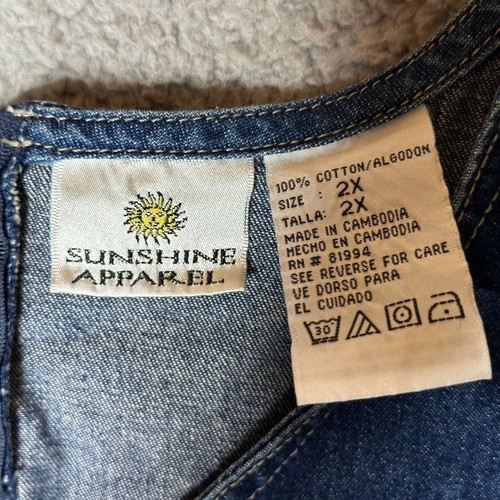 SUNSHINE
APPAREL
100% COTTON/ALGODON
SIZE : 2X
TALLA: 2X
MADE IN CAMBODIA
HECHO EN CAMBODIA
RN # 81994
SEE REVERSE FOR CARE
VE DORSO PARA
EL CUIDADO
30°